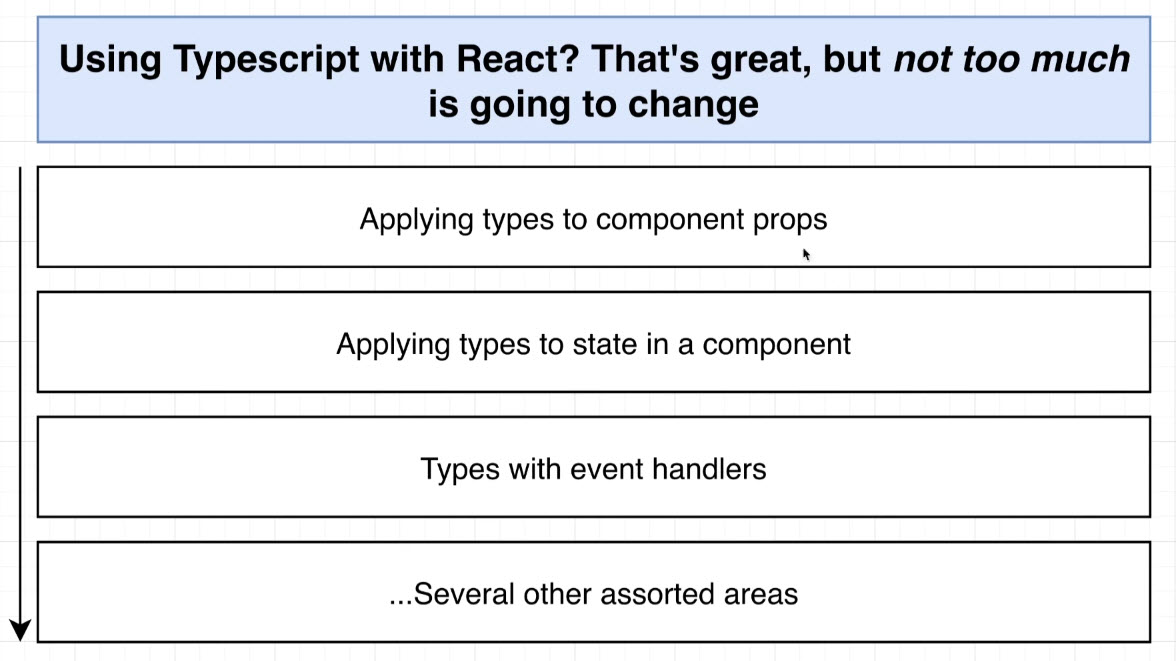 Using Typescript with React? That's great, but not too much
is going to change
Applying types to component props
Applying types to state in a component
Types with event handlers
...Several other assorted areas